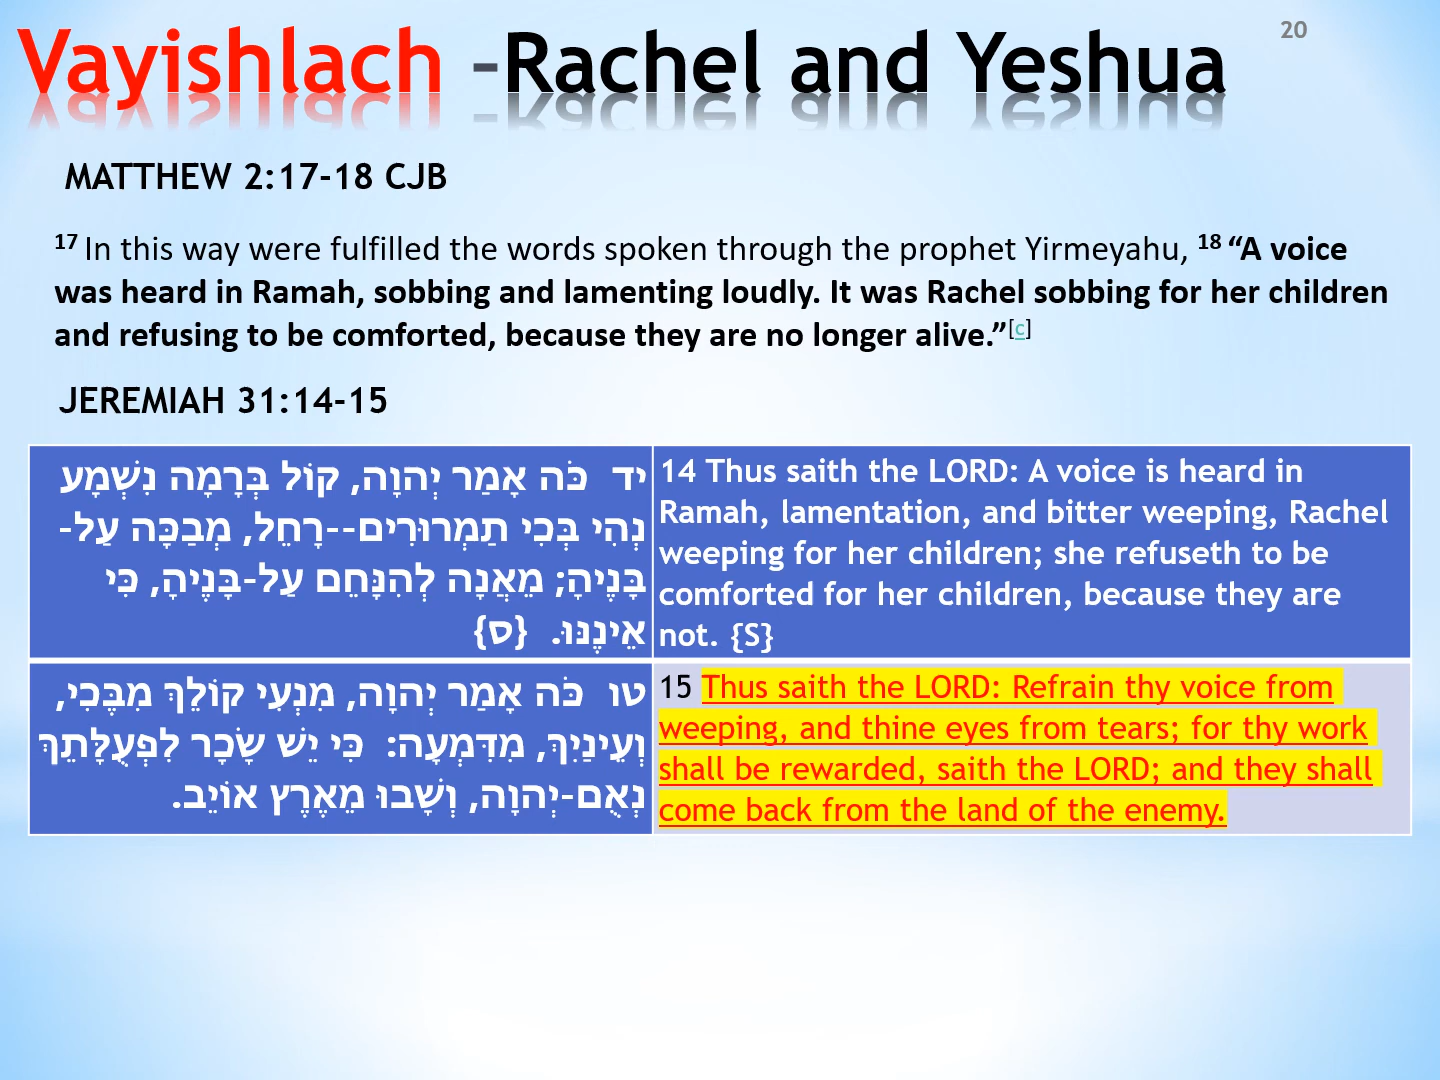 Vayishlach -Rachel and Yeshua
20
MATTHEW 2:17-18 CJB
17 In this way were fulfilled the words spoken through the prophet Yirmeyahu, 18 “A voice
was heard in Ramah, sobbing and lamenting loudly. It was Rachel sobbing for her children
and refusing to be comforted, because they are no longer alive.”[c]
JEREMIAH 31:14-15
יד  כֹּה אָמַר יְהוָה, קוֹל בְּרָמָה נִשְׁמָע
נְהִי בְּכִי תַמְרוּרִים--רָחֵל, מְבַכָּה עַל-
בָּנֶיהָ; מֵאֲנָה לְהִנָּחֵם עַל-בָּנֶיהָ, כִּי
אֵינֶנּוּ.  {ס}
14 Thus saith the LORD: A voice is heard in
Ramah, lamentation, and bitter weeping, Rachel
weeping for her children; she refuseth to be
comforted for her children, because they are
not. {S}
טו  כֹּה אָמַר יְהוָה, מִנְעִי קוֹלֵךְ מִבֶּכִי,
וְעֵינַיִךְ, מִדִּמְעָה:  כִּי יֵשׁ שָׂכָר לִפְעֻלָּתֵךְ
נְאֻם-יְהוָה, וְשָׁבוּ מֵאֶרֶץ אוֹיֵב.
15 Thus saith the LORD: Refrain thy voice from
weeping, and thine eyes from tears; for thy work
shall be rewarded, saith the LORD; and they shall
come back from the land of the enemy.